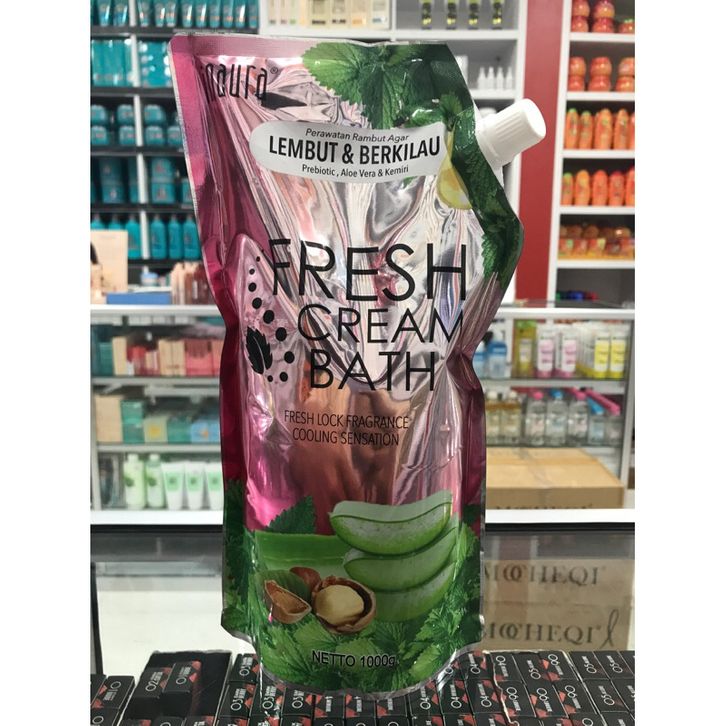 naura®
Perawatan Rambut Agar
LEMBUT & BERKILAU
Prebiotic, Aloe Vera & Kemiri
FRESH
CREAM
BATH
FRESH LOCK FRAGRANCE
COOLING SENSATION
NETTO 1000g